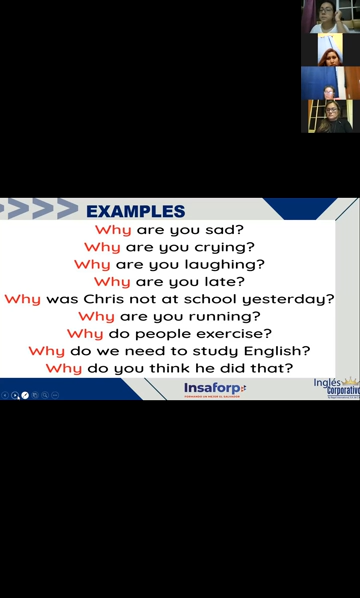 EXAMPLES
Why are you sad?
Why are you crying?
Why are you laughing?
Why are you late?
Why was Chris not at school yesterday?
Why are you running?
Why do people exercise?
Why do we need to study English?
Why do you think he did that?
Insaforp
Inglés
Corporativo